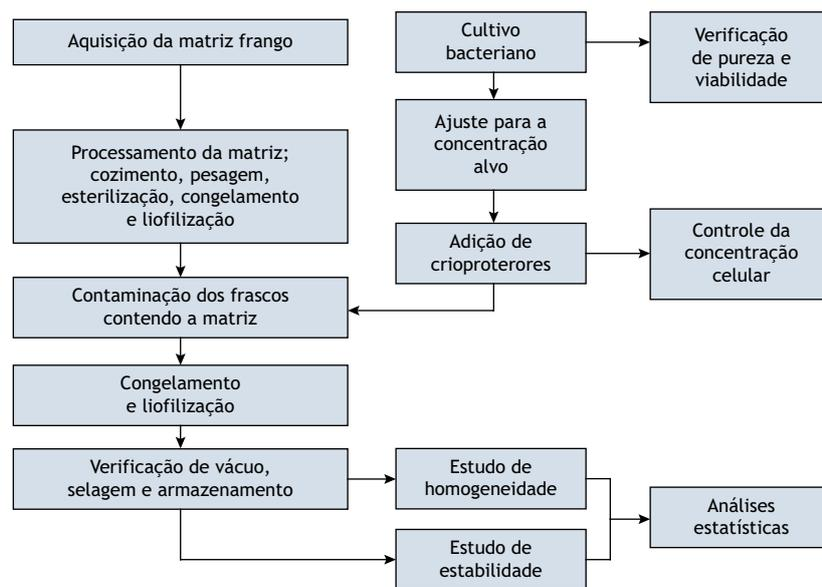 Aquisição da matriz frango
Cultivo
bacteriano
Verificação
de pureza e
viabilidade
Processamento da matriz;
cozimento, pesagem,
esterilização, congelamento
e liofilização
Ajuste para a
concentração
alvo
Adição de
crioproterores
Controle da
concentração
celular
Contaminação dos frascos
contendo a matriz
Congelamento
e liofilização
Verificação de vácuo,
selagem e armazenamento
Estudo de
homogeneidade
Estudo de
estabilidade
Análises
estatísticas